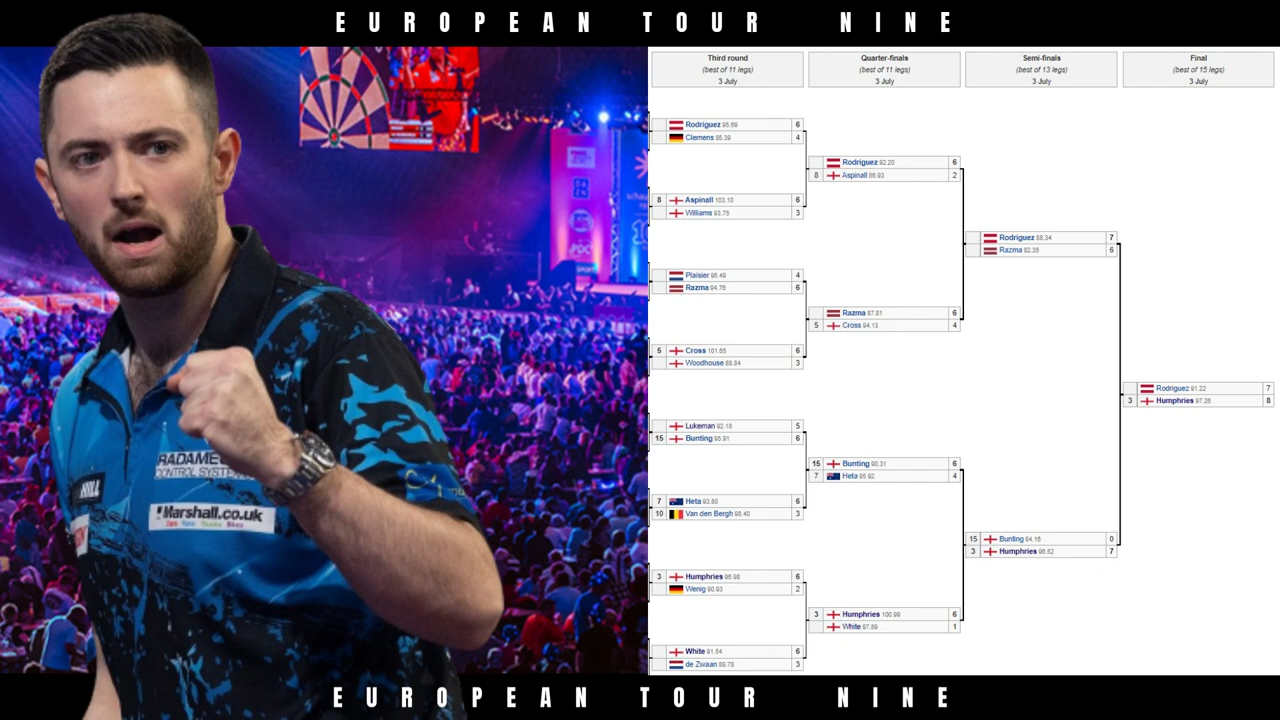 EUROPEAN TOUR NINE
Third round
(best of 11 legs)
3 July
Quarter-finals
(best of 11 legs)
3 July
Semi-finals
(best of 13 legs)
3 July
Final
(best of 15 legs)
3 July
Rodriguez 95.69 6
Clemens 85.39 4
8 Aspinall 103.10 6
Williams 93.75 3
Plaisier 95.49 4
Razma 94.76 6
5 Cross 101.65 6
Woodhouse 89.84 3
Lukeman 92.18 5
15 Bunting 95.91 6
7 Heta 93.80 6
10 Van den Bergh 98.40 3
3 Humphries 96.98 6
Wenig 90.93 2
White 91.54 6
de Zwaan 89.78 3
Rodriguez 92.20 6
8 Aspinall 86.93 2
Razma 87.81 6
5 Cross 94.13 4
15 Bunting 90.31 6
7 Heta 95.92 4
3 Humphries 100.99 6
White 97.89 1
Rodriguez 88.34 7
Razma 82.35 6
15 Bunting 84.16 0
3 Humphries 96.52 7
Rodriguez 91.22 7
3 Humphries 97.26 8
RADAMEC
CONTROL SYSTEMS
Marshall.co.uk
EUROPEAN TOUR NINE